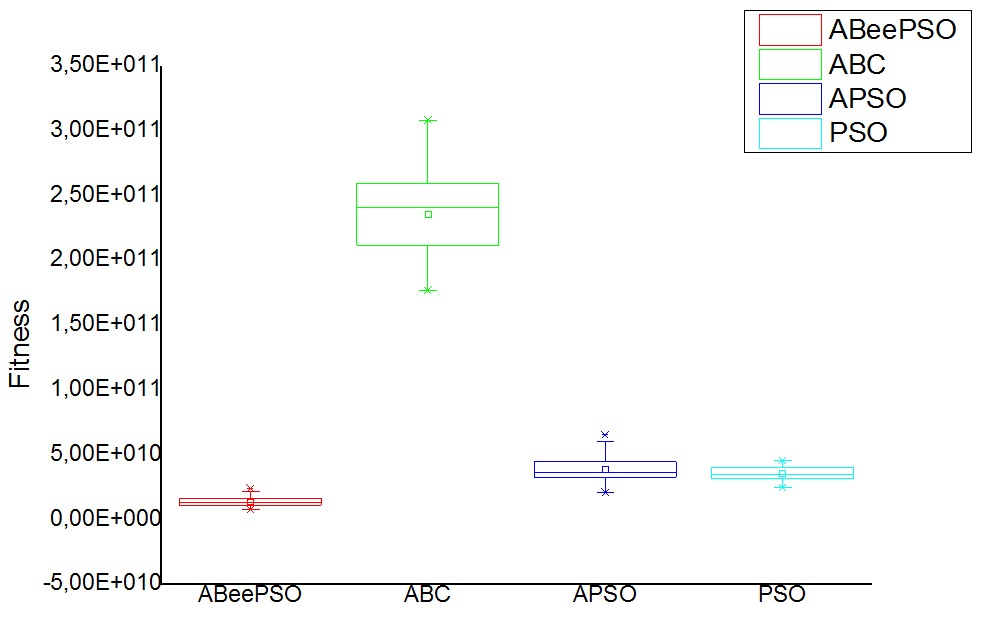 ABeePSO
ABC
APSO
PSO
3,50E+011
3,00E+011
2,50E+011
2,00E+011
1,50E+011
1,00E+011
5,00E+010
0,00E+000
-5,00E+010
Fitness
ABeePSO ABC APSO PSO